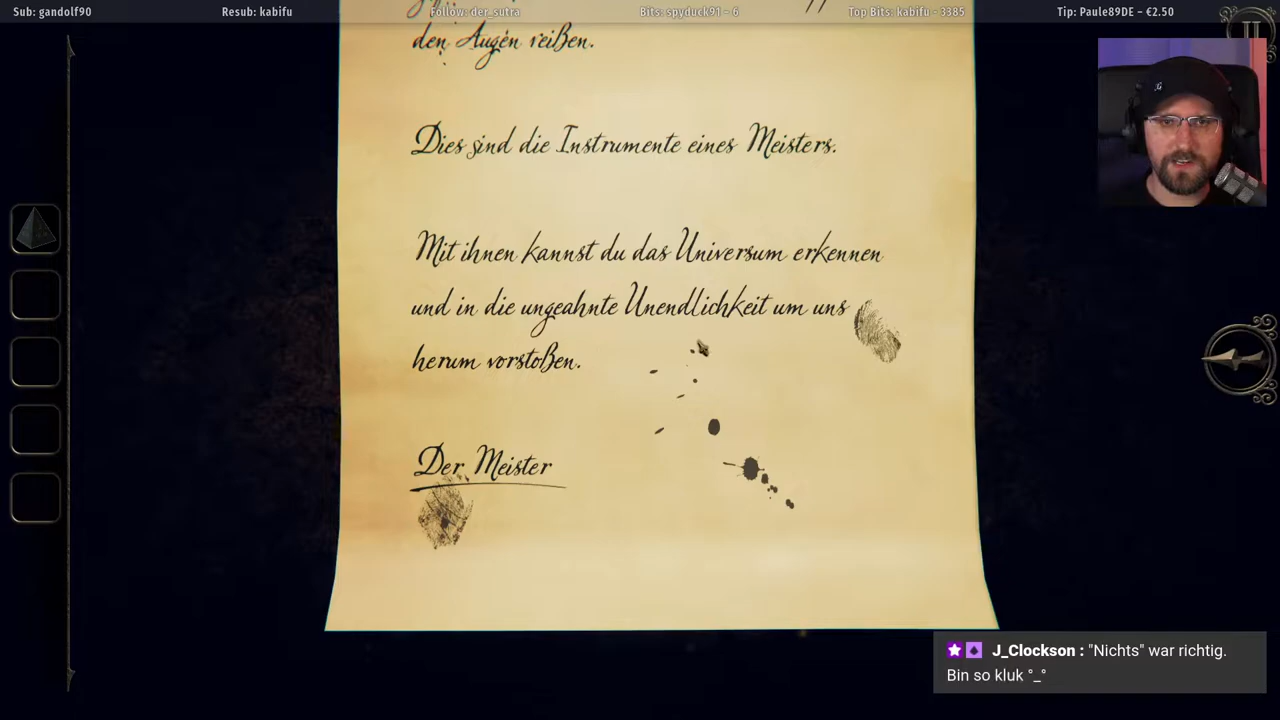 Sub: gandolf90
Resub: kabifu
Follow: der_sutra
Bits: spyduck91 - 6
Top Bits: kabifu - 3385
Tip: Paule89DE — €2.50
den Augen reißen.
Dies sind die Instrumente eines Meisters.
Mit ihnen kannst du das Universum erkennen
und in die ungeahnte Unendlichkeit um uns
herum vorstoßen.
Der Meister
J_Clockson : "Nichts" war richtig.
Bin so kluk °_°